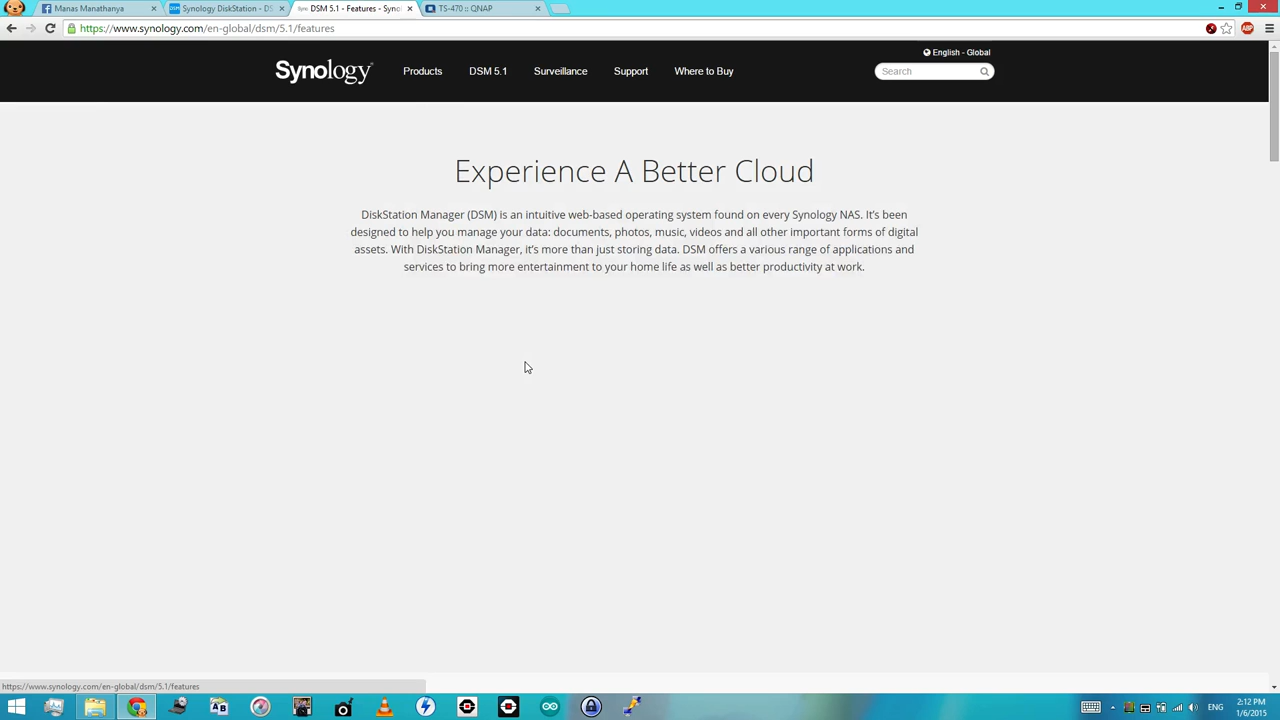 Manas Manathanya
Synology DiskStation - DS
DSM 5.1 - Features - Syno
TS-470 :: QNAP
https://www.synology.com/en-global/dsm/5.1/features
ABP
English - Global
Synology
Products
DSM 5.1
Surveillance
Support
Where to Buy
Search
Experience A Better Cloud
DiskStation Manager (DSM) is an intuitive web-based operating system found on every Synology NAS. It's been
designed to help you manage your data: documents, photos, music, videos and all other important forms of digital
assets. With DiskStation Manager, it's more than just storing data. DSM offers a various range of applications and
services to bring more entertainment to your home life as well as better productivity at work.
https://www.synology.com/en-global/dsm/5.1/features
ENG
2:12 PM
1/6/2015